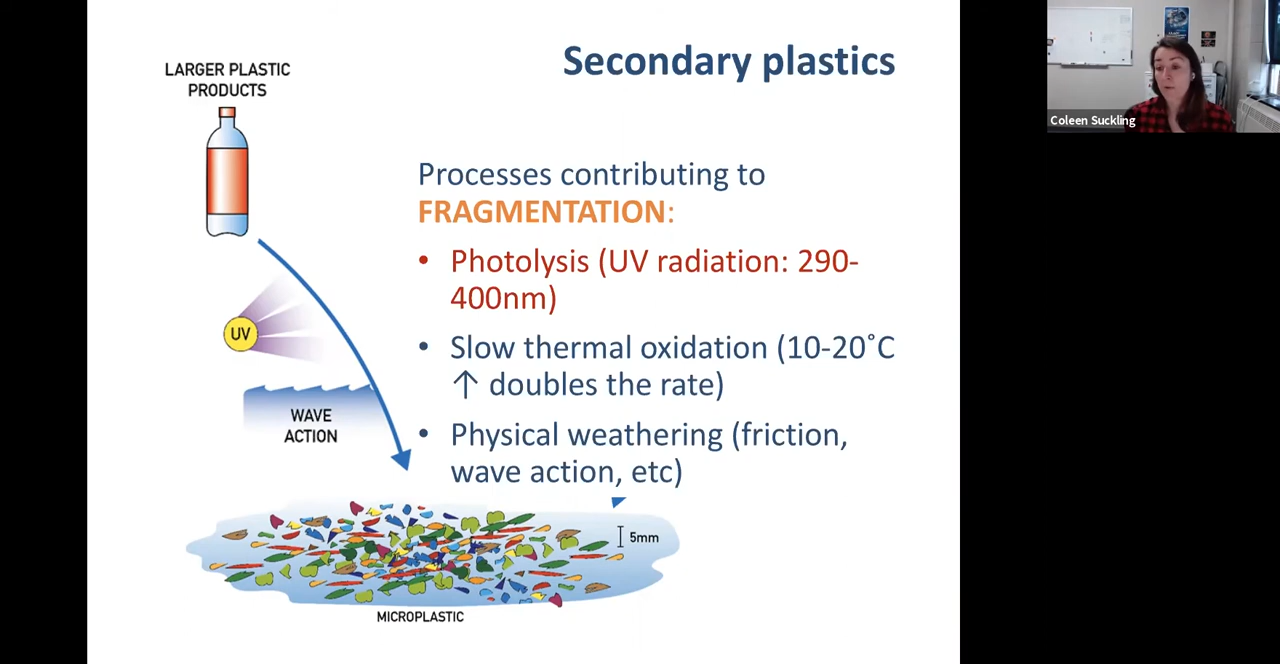 LARGER PLASTIC
PRODUCTS
UV
WAVE
ACTION
Secondary plastics
Processes contributing to
FRAGMENTATION:
• Photolysis (UV radiation: 290-
400nm)
• Slow thermal oxidation (10-20˚C
↑ doubles the rate)
• Physical weathering (friction,
wave action, etc)
5mm
MICROPLASTIC
Coleen Suckling